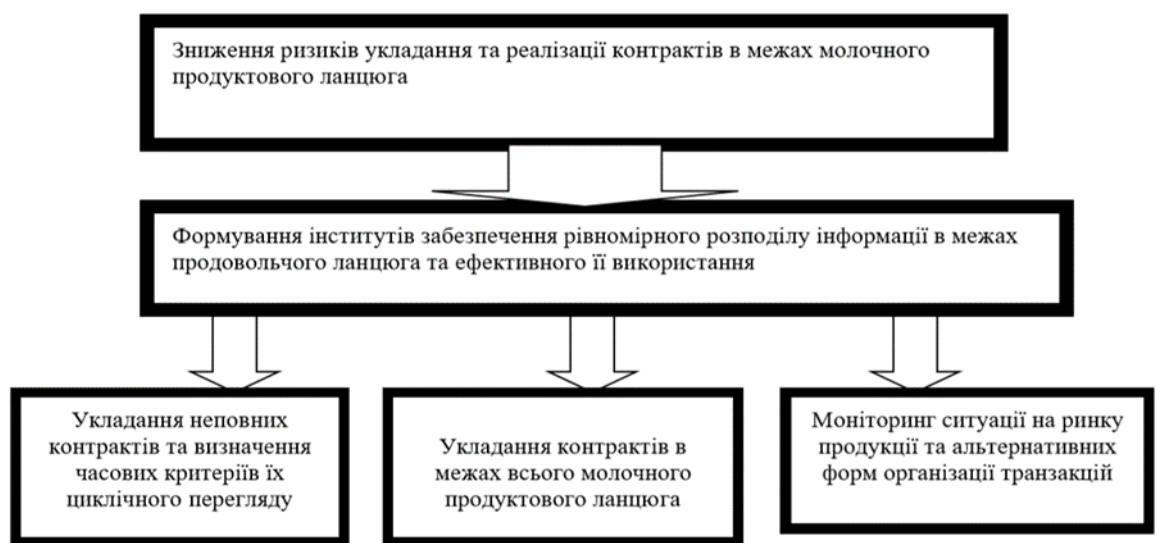 Зниження ризиків укладання та реалізації контрактів в межах молочного
продуктового ланцюга
Формування інститутів забезпечення рівномірного розподілу інформації в межах
продовольчого ланцюга та ефективного її використання
Укладання неповних
контрактів та визначення
часових критеріїв їх
циклічного перегляду
Укладання контрактів в
межах всього молочного
продуктового ланцюга
Моніторинг ситуації на ринку
продукції та альтернативних
форм організації транзакцій